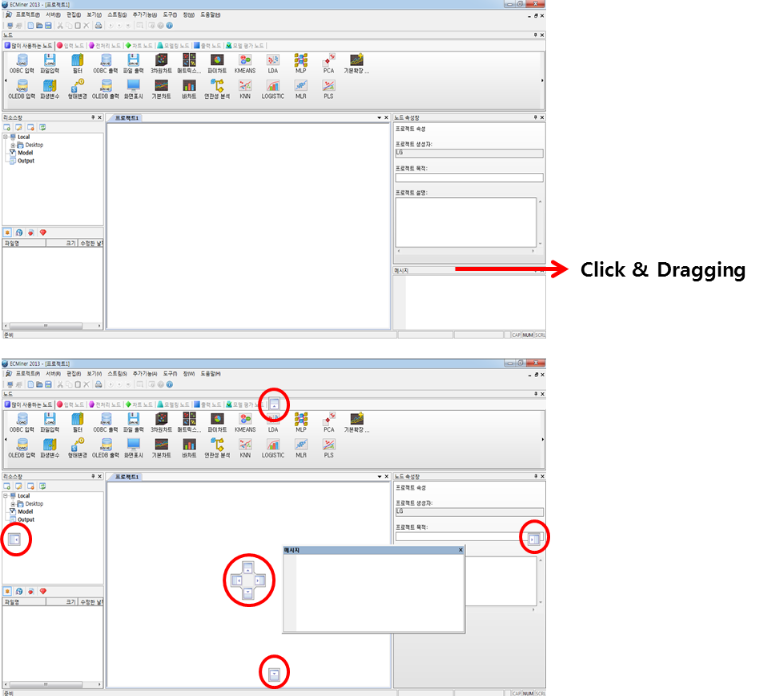 ECMiner 2013 - [프로젝트1]
프로젝트(P) 서버(B) 편집(E) 보기(V) 스트림(S) 추가기능(A) 도구(T) 창(W) 도움말(H)
노드
많이 사용하는 노드 입력 노드 전처리 노드 차트 노드 모델링 노드 출력 노드 모델 평가 노드
ODBC 입력 파일입력 필터 ODBC 출력 파일 출력 3차원차트 매트릭스... 파이차트 KMEANS LDA MLP PCA 기본확장 ...
OLEDB 입력 파생변수 형태변경 OLEDB 출력 화면표시 기본차트 바차트 연관성 분석 KNN LOGISTIC MLR PLS
리소스창 프로젝트1 노드 속성창
Local
Desktop
Model
Output
프로젝트 속성
프로젝트 생성자:
LG
프로젝트 목적:
프로젝트 설명:
파일명 크기 수정한 날
메시지
Click & Dragging
준비 CAP NUM SCRL
ECMiner 2013 - [프로젝트1]
프로젝트(P) 서버(B) 편집(E) 보기(V) 스트림(S) 추가기능(A) 도구(T) 창(W) 도움말(H)
노드
많이 사용하는 노드 입력 노드 전처리 노드 차트 노드 모델링 노드 출력 노드 모델 평가 노드
ODBC 입력 파일입력 필터 ODBC 출력 파일 출력 3차원차트 매트릭스... 파이차트 KMEANS LDA MLP PCA 기본확장 ...
OLEDB 입력 파생변수 형태변경 OLEDB 출력 화면표시 기본차트 바차트 연관성 분석 KNN LOGISTIC MLR PLS
리소스창 프로젝트1 노드 속성창
Local
Desktop
Model
Output
프로젝트 속성
프로젝트 생성자:
LG
프로젝트 목적:
메시지
파일명 크기 수정한 날
준비 CAP NUM SCRL